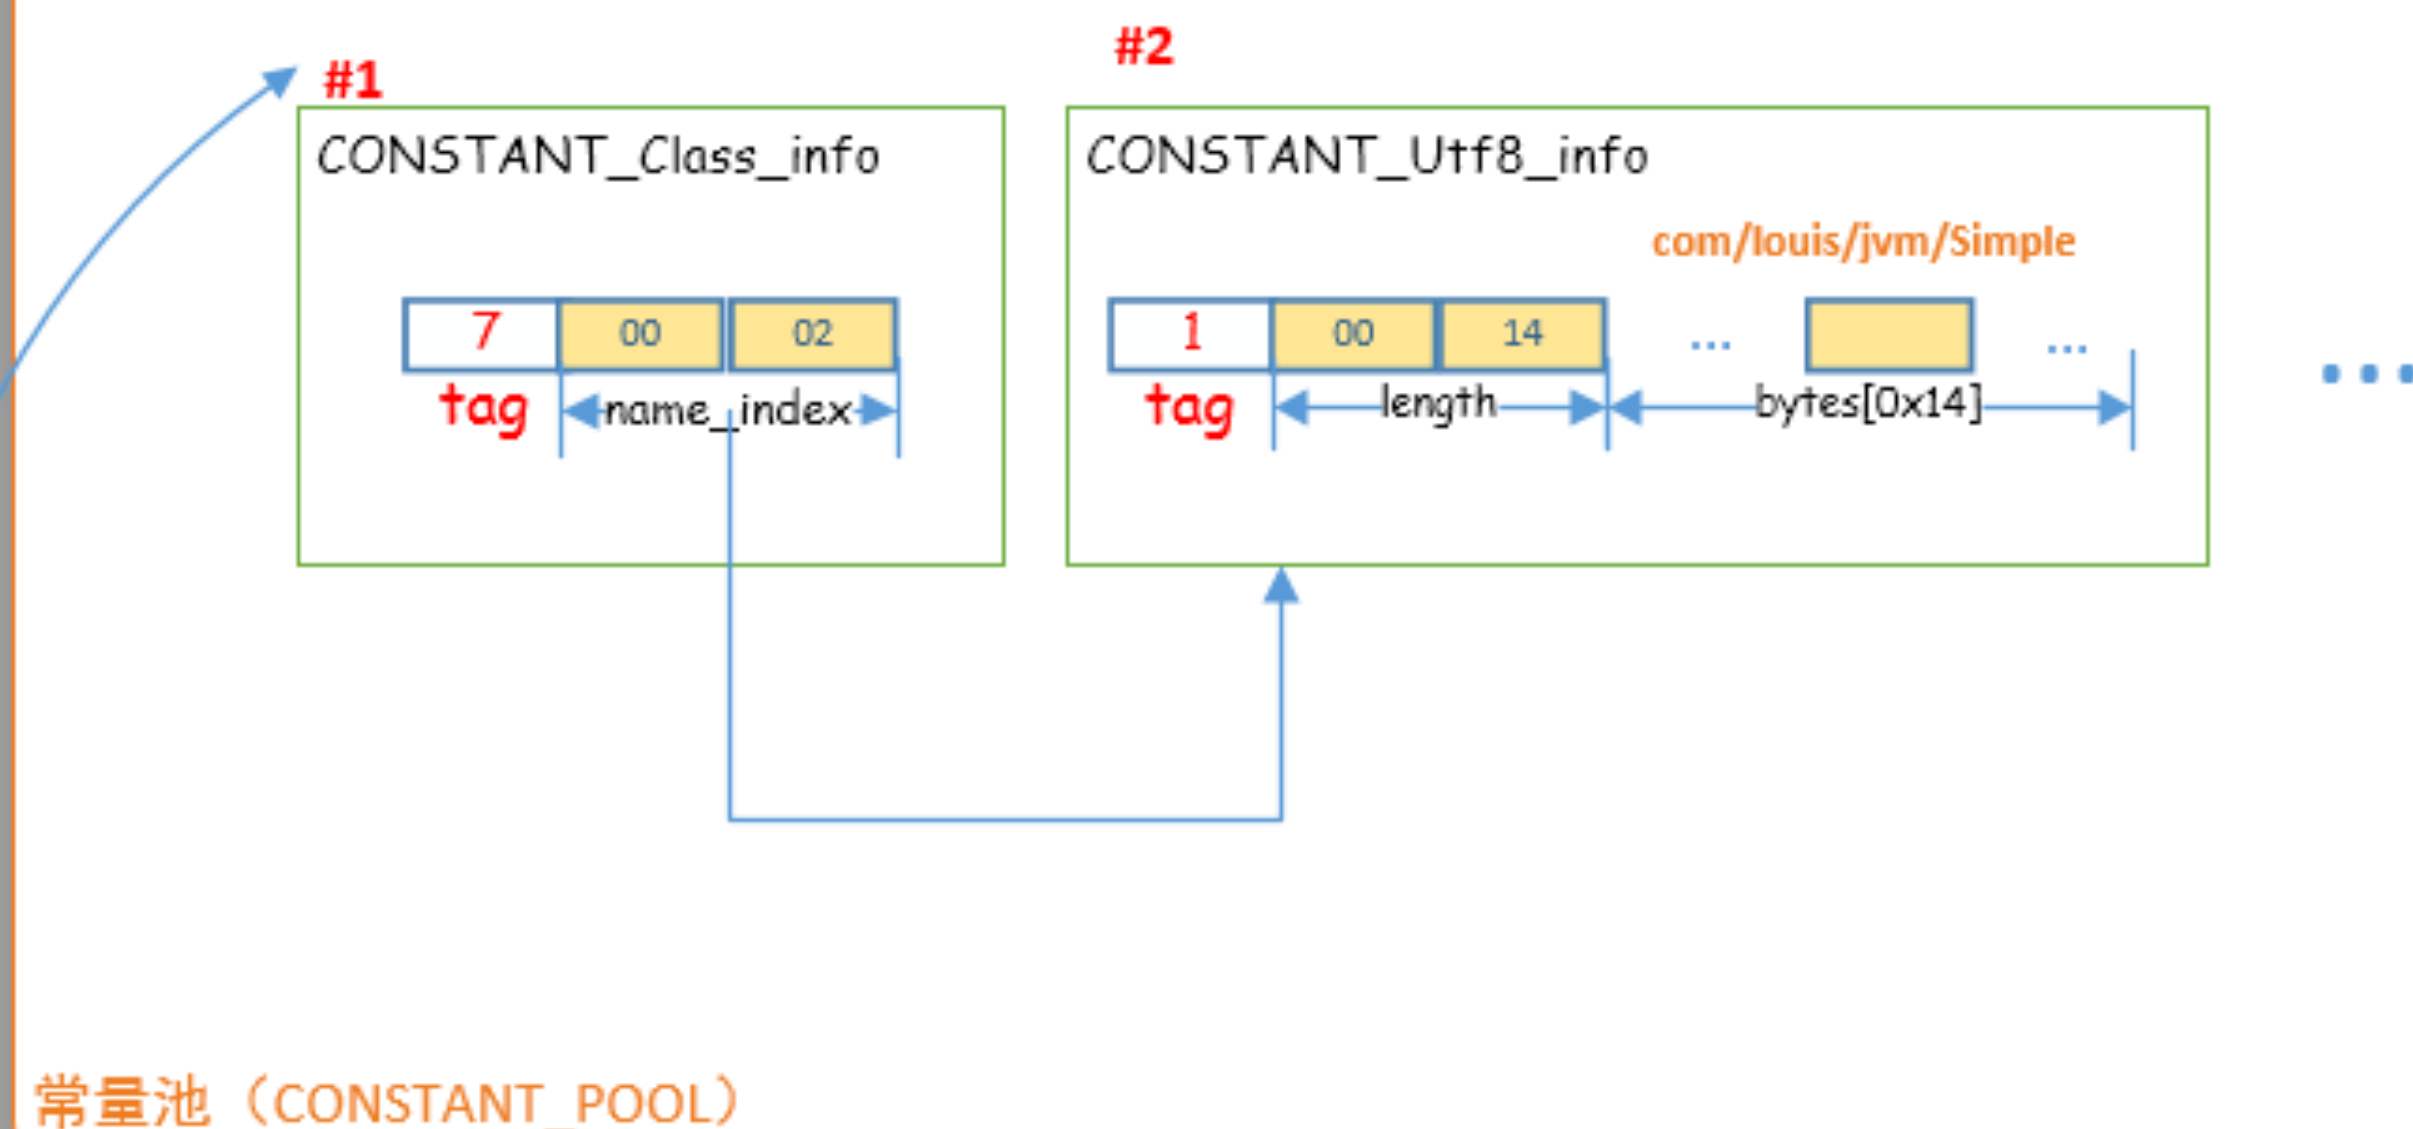 #1
CONSTANT_Class_info
7 00 02
tag name_index
#2
CONSTANT_Utf8_info
com/louis/jvm/Simple
1 00 14 ... ...
tag length bytes[0x14]
...
常量池（CONSTANT_POOL）